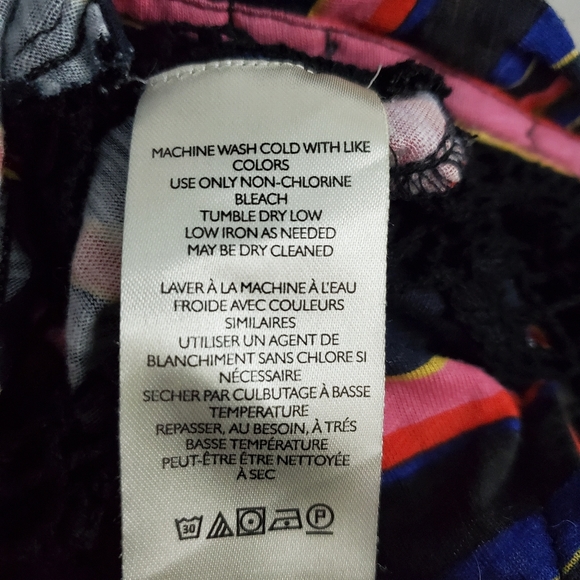 MACHINE WASH COLD WITH LIKE
COLORS
USE ONLY NON-CHLORINE
BLEACH
TUMBLE DRY LOW
LOW IRON AS NEEDED
MAY BE DRY CLEANED
LAVER À LA MACHINE À L'EAU
FROIDE AVEC COULEURS
SIMILAIRES
UTILISER UN AGENT DE
BLANCHIMENT SANS CHLORE SI
NÉCESSAIRE
SECHER PAR CULBUTAGE À BASSE
TEMPERATURE
REPASSER, AU BESOIN, À TRÉS
BASSE TEMPÉRATURE
PEUT-ÊTRE ÊTRE NETTOYÉE
À SEC
30 P